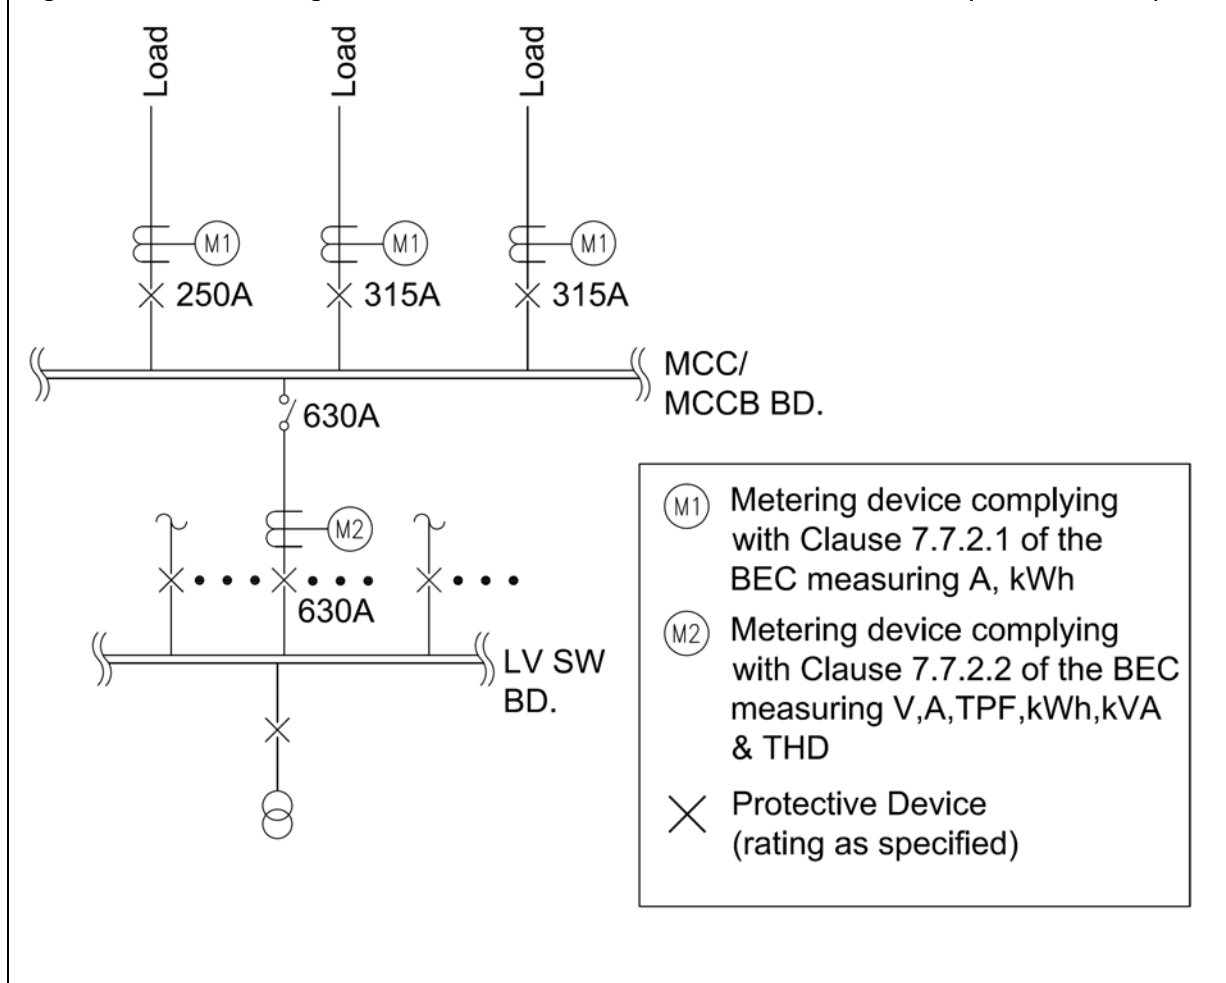 Load
Load
Load
M1
M1
M1
250A
315A
315A
MCC/
MCCB BD.
630A
M2
630A
LV SW
BD.
M1 Metering device complying
with Clause 7.7.2.1 of the
BEC measuring A, kWh
M2 Metering device complying
with Clause 7.7.2.2 of the BEC
measuring V,A,TPF,kWh,kVA
& THD
Protective Device
(rating as specified)